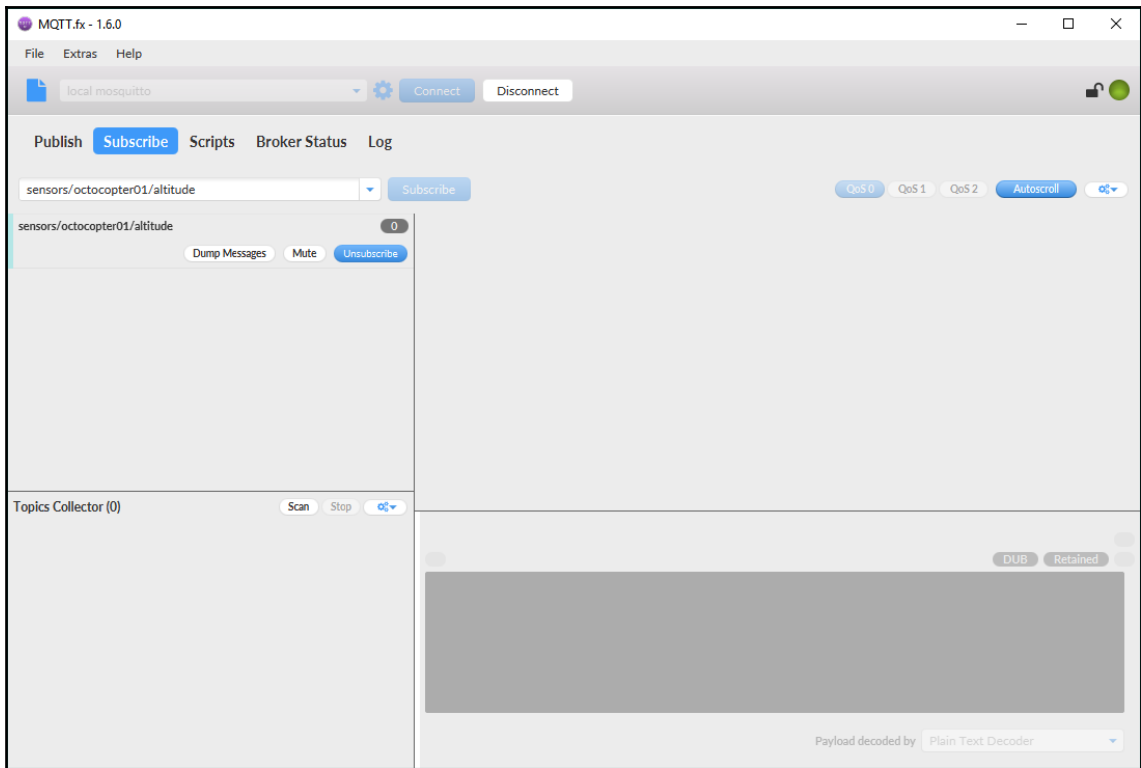 MQTT.fx - 1.6.0
File Extras Help
local mosquitto Connect Disconnect
Publish Subscribe Scripts Broker Status Log
sensors/octocopter01/altitude Subscribe QoS 0 QoS 1 QoS 2 Autoscroll
sensors/octocopter01/altitude 0
Dump Messages Mute Unsubscribe
Topics Collector (0) Scan Stop
DUB Retained
Payload decoded by Plain Text Decoder